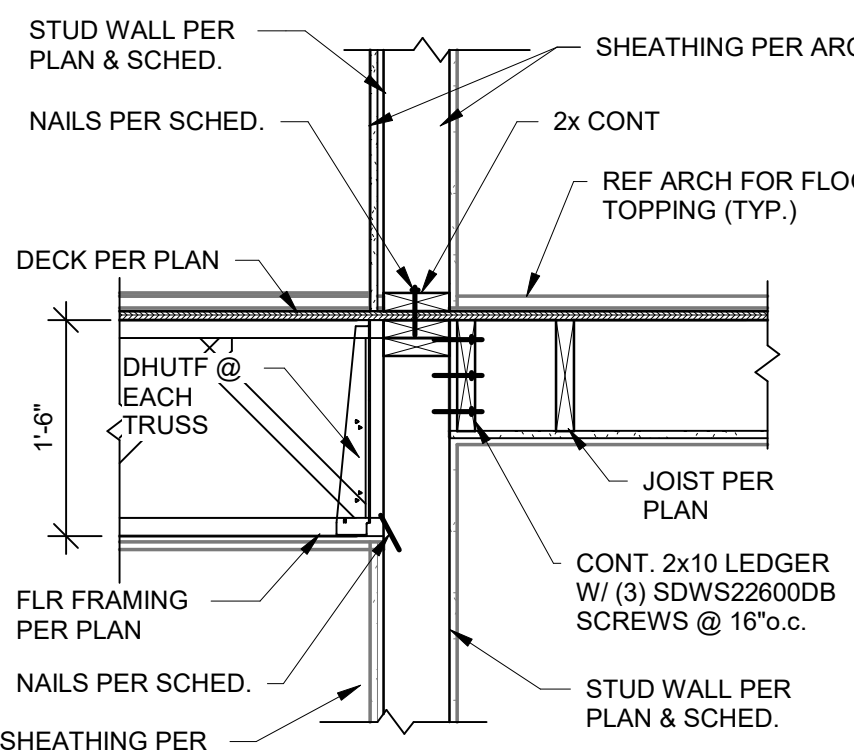 STUD WALL PER
PLAN & SCHED.
SHEATHING PER
NAILS PER SCHED.
2x CONT
REF ARCH FOR
TOPPING (TYP.)
DECK PER PLAN
DHUTF @
EACH
TRUSS
1'-6"
JOIST PER
PLAN
CONT. 2x10 LEDGER
W/ (3) SDWS22600DB
SCREWS @ 16"o.c.
FLR FRAMING
PER PLAN
NAILS PER SCHED.
STUD WALL PER
PLAN & SCHED.
SHEATHING PER